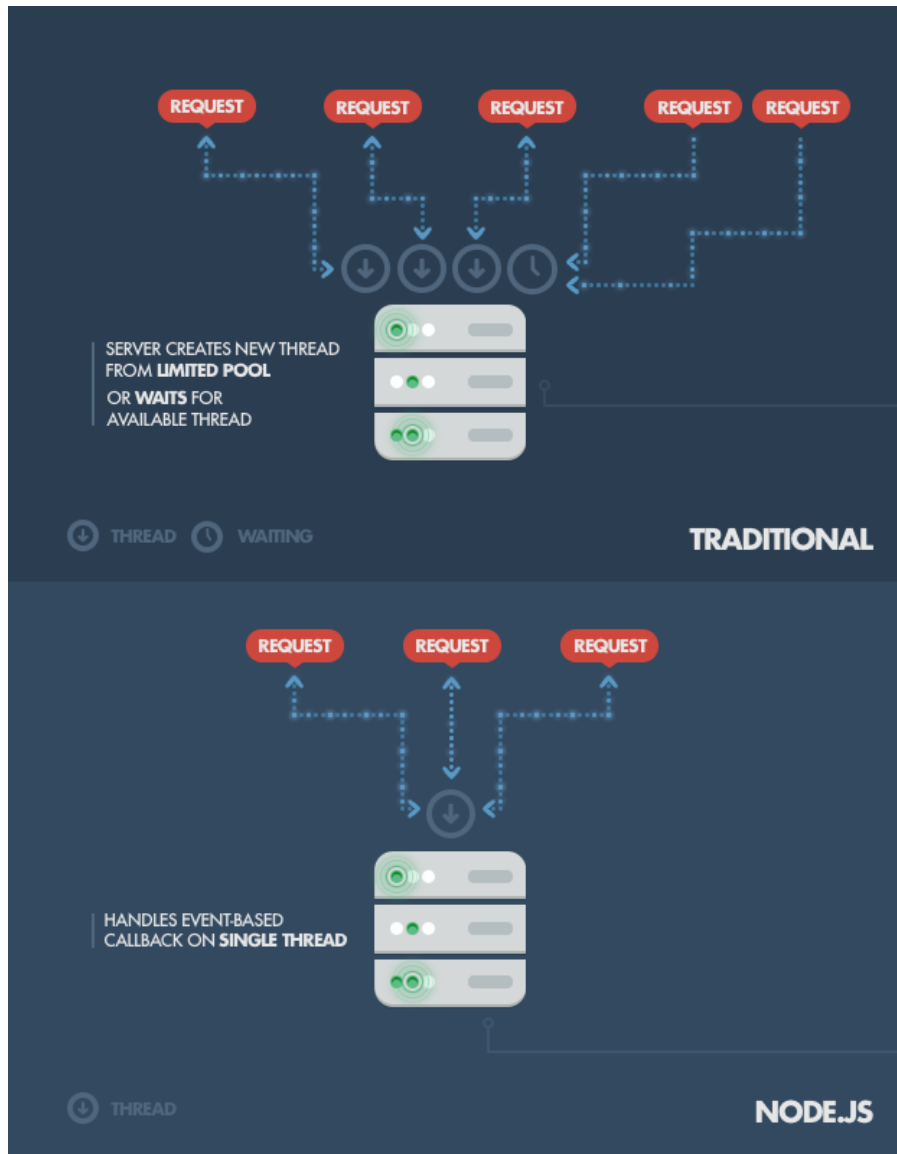 REQUEST REQUEST REQUEST REQUEST REQUEST
SERVER CREATES NEW THREAD
FROM LIMITED POOL
OR WAITS FOR
AVAILABLE THREAD
THREAD WAITING
TRADITIONAL
REQUEST REQUEST REQUEST
HANDLES EVENT-BASED
CALLBACK ON SINGLE THREAD
THREAD
NODE.JS